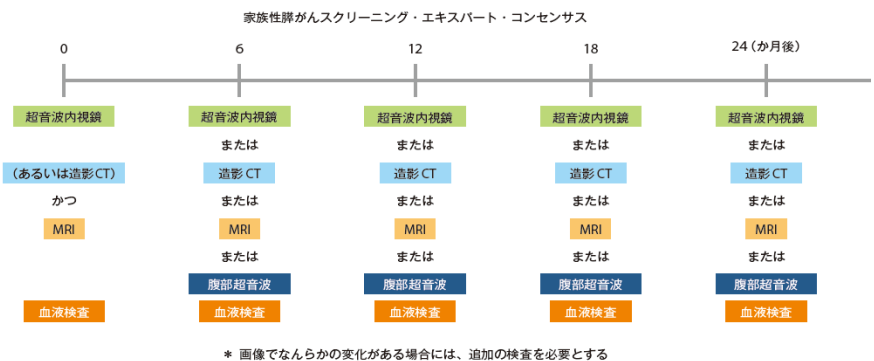 家族性膵がんスクリーニング・エキスパート・コンセンサス
0 6 12 18 24（か月後）
超音波内視鏡 超音波内視鏡 超音波内視鏡 超音波内視鏡 超音波内視鏡
または または または または
（あるいは造影CT） 造影CT 造影CT 造影CT 造影CT
かつ または または または または
MRI MRI MRI MRI MRI
または または または または
腹部超音波 腹部超音波 腹部超音波 腹部超音波
血液検査 血液検査 血液検査 血液検査 血液検査
＊ 画像でなんらかの変化がある場合には、追加の検査を必要とする